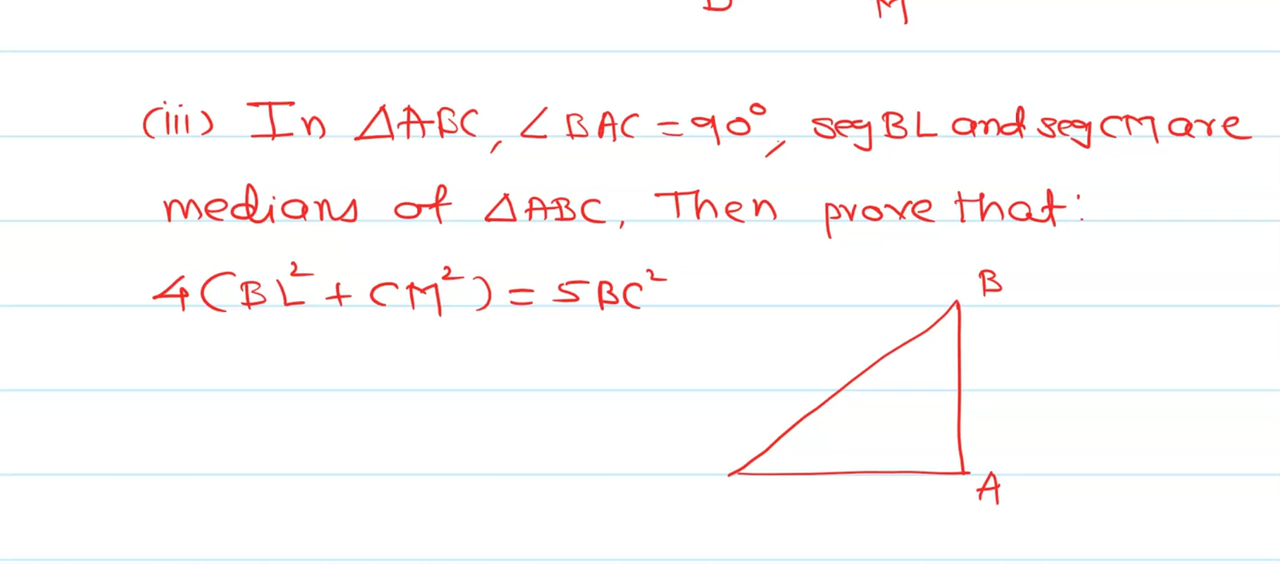 (iii) In △ABC, ∠BAC = 90°, seg BL and seg CM are
medians of △ABC, Then prove that:
4(BL² + CM²) = 5BC²
B
A